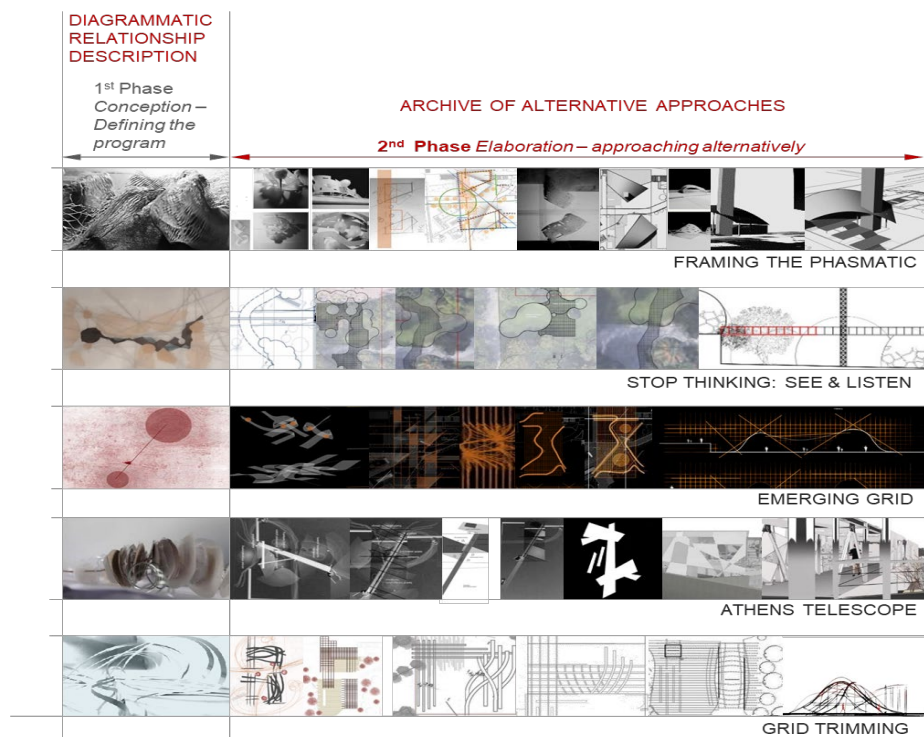 DIAGRAMMATIC
RELATIONSHIP
DESCRIPTION
1st Phase
Conception –
Defining the
program
ARCHIVE OF ALTERNATIVE APPROACHES
2nd Phase Elaboration – approaching alternatively
FRAMING THE PHASMATIC
STOP THINKING: SEE & LISTEN
EMERGING GRID
ATHENS TELESCOPE
GRID TRIMMING